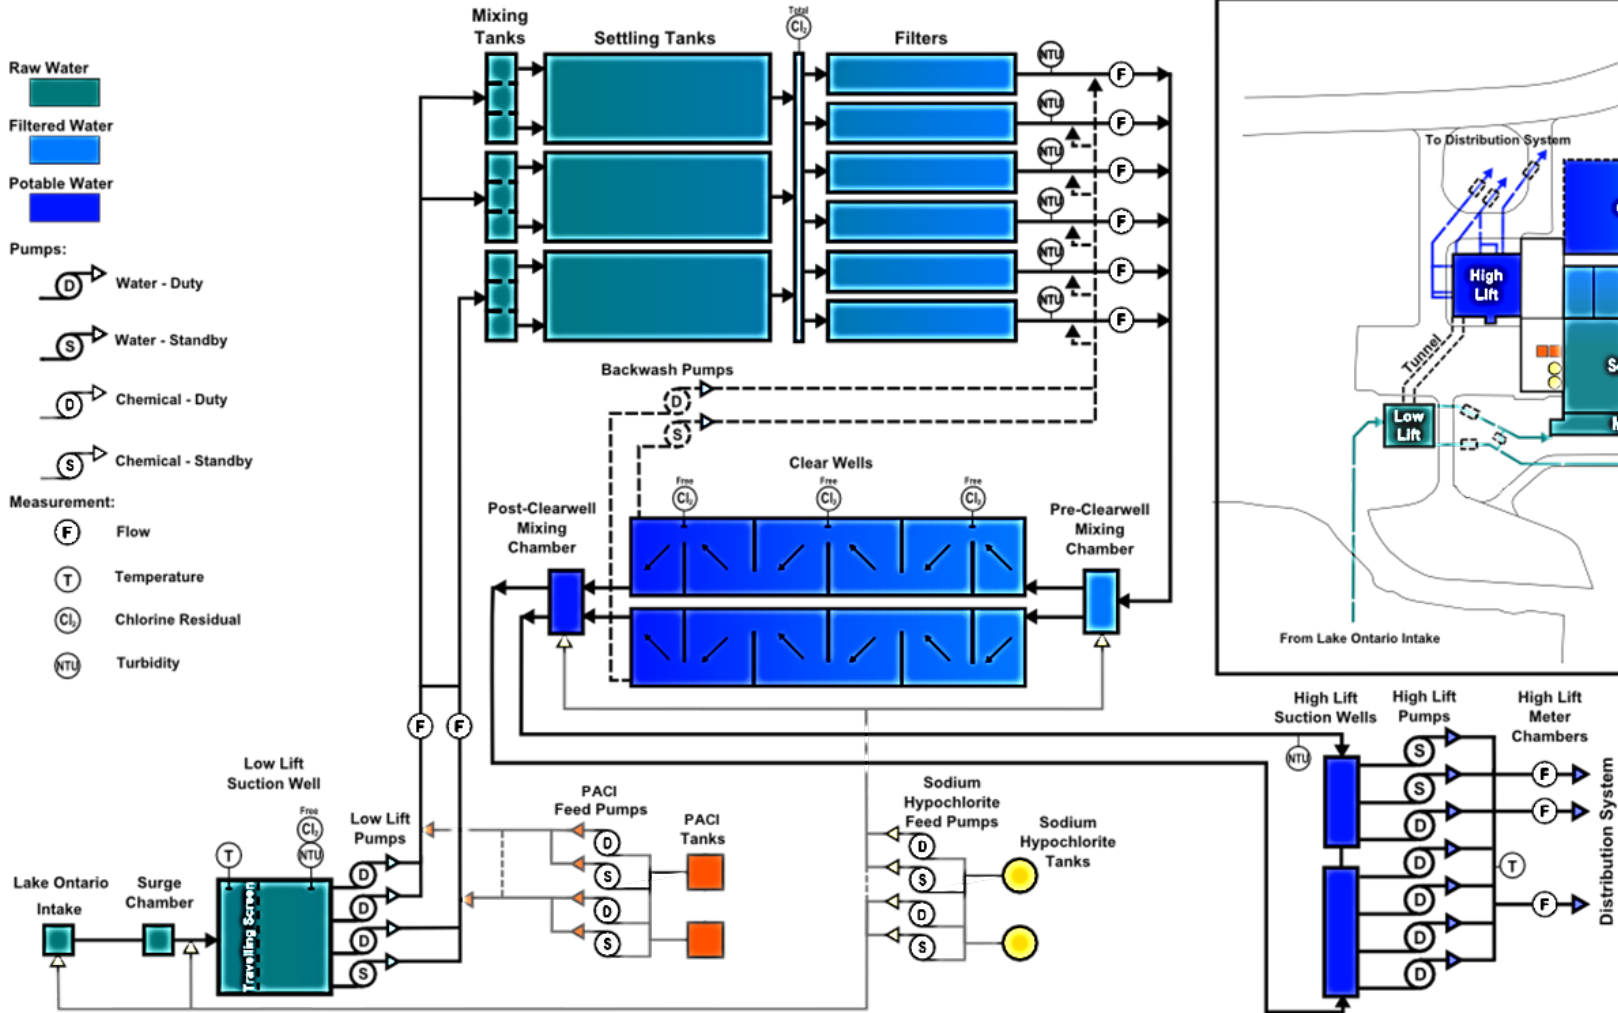 Raw Water
Filtered Water
Potable Water
Pumps:
D
Water - Duty
S
Water - Standby
D
Chemical - Duty
S
Chemical - Standby
Measurement:
F
Flow
T
Temperature
Cl₂
Chlorine Residual
NTU
Turbidity
Mixing
Tanks
Settling Tanks
Total
Cl₂
Filters
NTU
F
NTU
F
NTU
F
NTU
F
NTU
F
NTU
F
Backwash Pumps
D
S
Clear Wells
Free
Cl₂
Free
Cl₂
Free
Cl₂
Post-Clearwell
Mixing
Chamber
Pre-Clearwell
Mixing
Chamber
F
F
Low Lift
Suction Well
Free
Cl₂
NTU
T
Low Lift
Pumps
D
D
D
S
Lake Ontario
Intake
Surge
Chamber
Travelling Screen
PACl
Feed Pumps
D
S
D
S
PACl
Tanks
Sodium
Hypochlorite
Feed Pumps
D
S
D
S
Sodium
Hypochlorite
Tanks
To Distribution System
High
Lift
Tunnel
Low
Lift
From Lake Ontario Intake
High Lift
Suction Wells
NTU
High Lift
Pumps
S
S
D
D
D
D
D
High Lift
Meter
Chambers
F
F
T
F
Distribution System